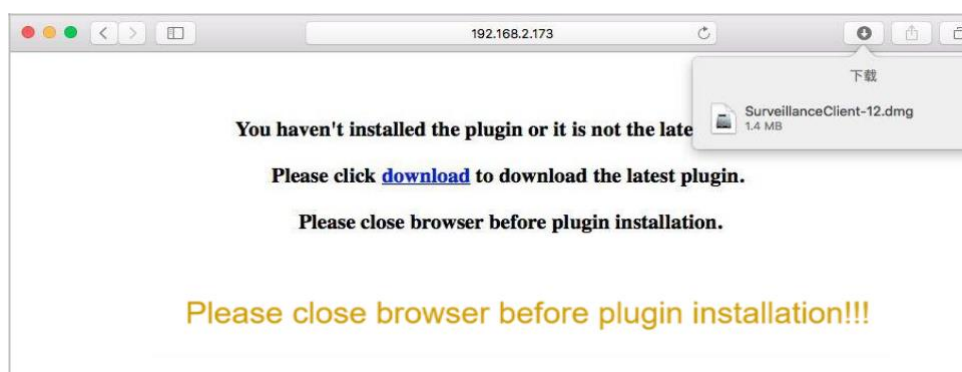 192.168.2.173
下载
SurveillanceClient-12.dmg
1.4 MB
You haven't installed the plugin or it is not the late
Please click download to download the latest plugin.
Please close browser before plugin installation.
Please close browser before plugin installation!!!